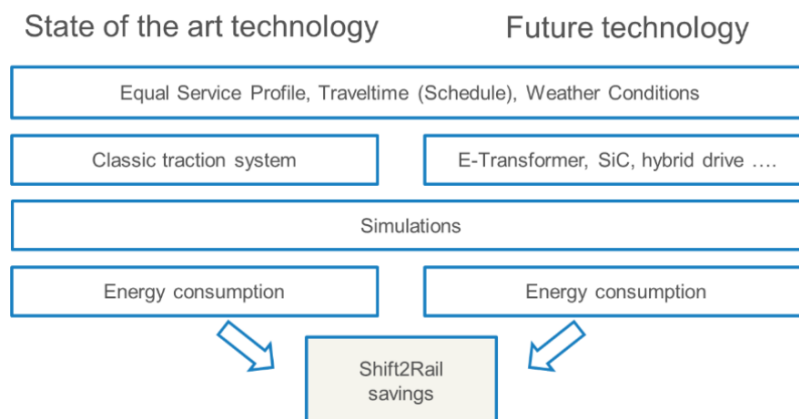 State of the art technology
Future technology
Equal Service Profile, Traveltime (Schedule), Weather Conditions
Classic traction system
E-Transformer, SiC, hybrid drive ....
Simulations
Energy consumption
Energy consumption
Shift2Rail
savings